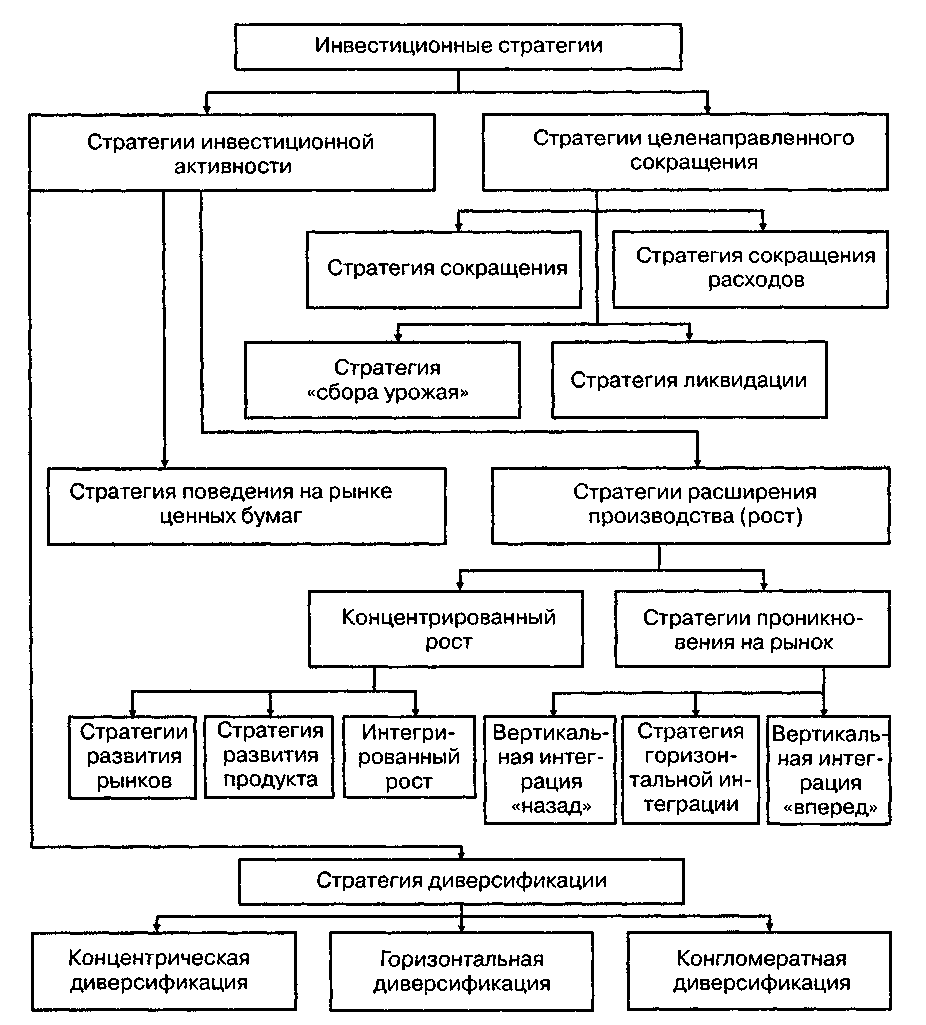 Инвестиционные стратегии
Стратегии инвестиционной
активности
Стратегии целенаправленного
сокращения
Стратегия сокращения
Стратегия сокращения
расходов
Стратегия
«сбора урожая»
Стратегия ликвидации
Стратегия поведения на рынке
ценных бумаг
Стратегии расширения
производства (рост)
Концентрированный
рост
Стратегии проникно-
вения на рынок
Стратегии
развития
рынков
Стратегия
развития
продукта
Интегри-
рованный
рост
Вертикаль-
ная интег-
рация
«назад»
Стратегия
горизон-
тальной ин-
теграции
Вертикаль-
ная интег-
рация
«вперед»
Стратегия диверсификации
Концентрическая
диверсификация
Горизонтальная
диверсификация
Конгломератная
диверсификация